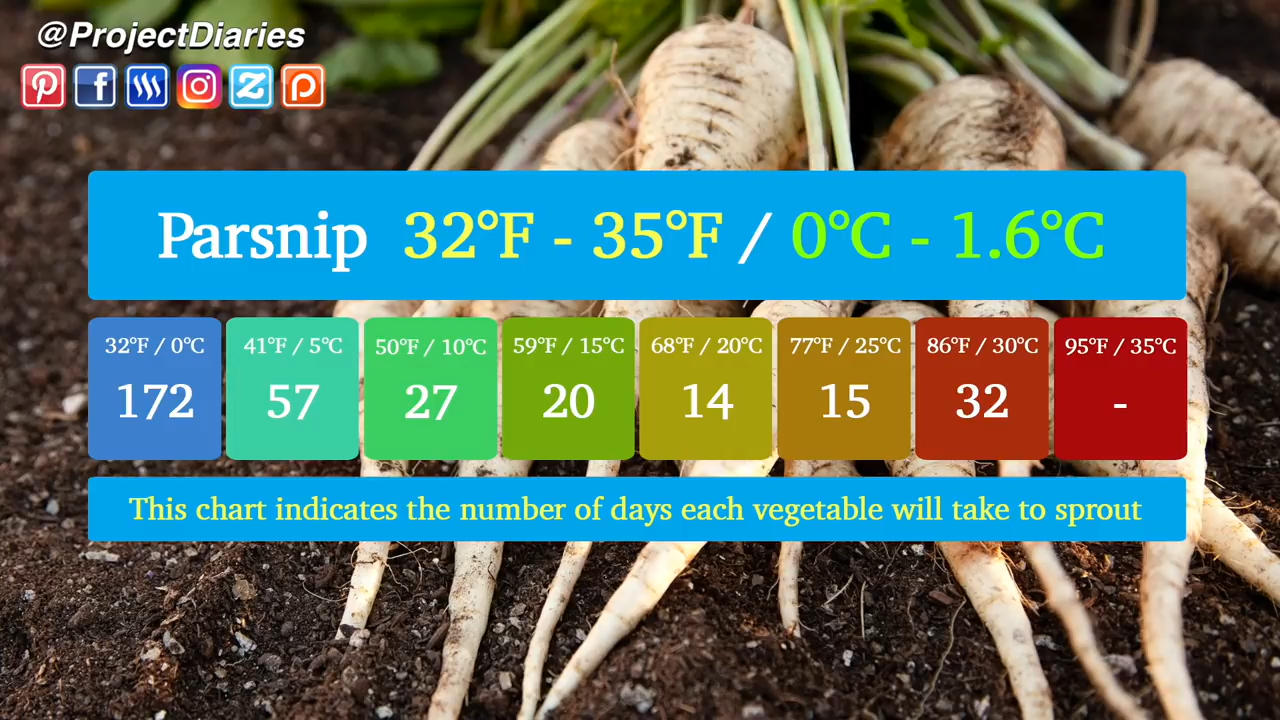 @ProjectDiaries
Parsnip 32°F - 35°F / 0°C - 1.6°C
32°F / 0°C 41°F / 5°C 50°F / 10°C 59°F / 15°C 68°F / 20°C 77°F / 25°C 86°F / 30°C 95°F / 35°C
172 57 27 20 14 15 32 -
This chart indicates the number of days each vegetable will take to sprout